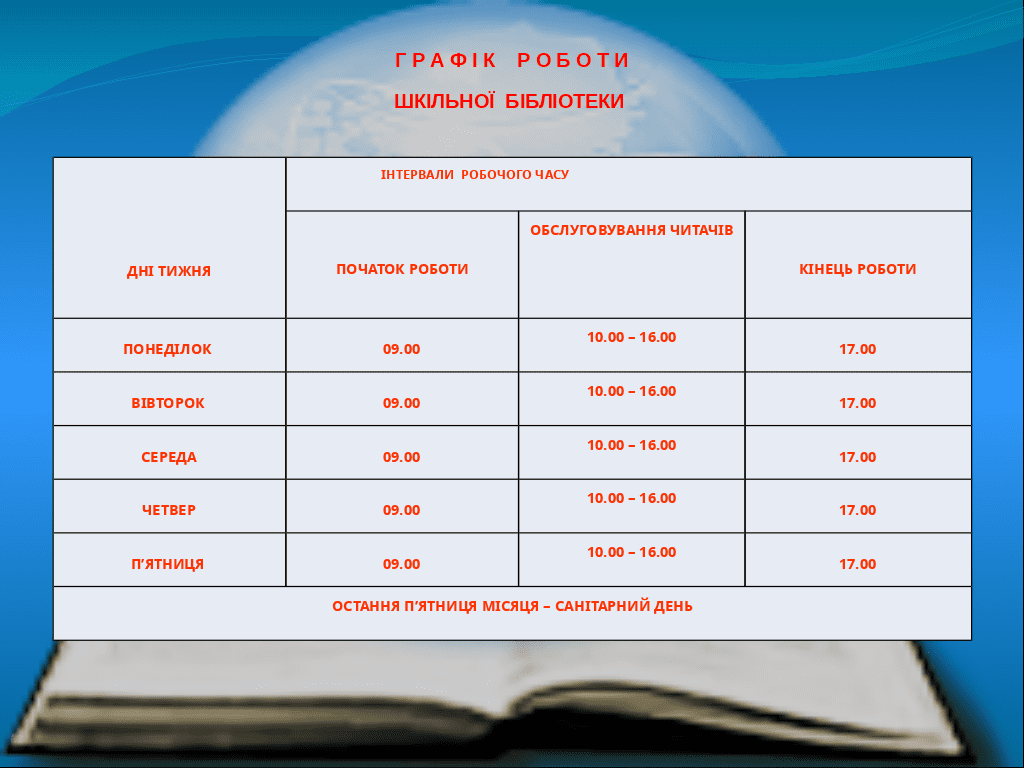 Г Р А Ф І К Р О Б О Т И
ШКІЛЬНОЇ БІБЛІОТЕКИ
ДНІ ТИЖНЯ
ІНТЕРВАЛИ РОБОЧОГО ЧАСУ
ПОЧАТОК РОБОТИ
ОБСЛУГОВУВАННЯ ЧИТАЧІВ
КІНЕЦЬ РОБОТИ
ПОНЕДІЛОК 09.00 10.00 – 16.00 17.00
ВІВТОРОК 09.00 10.00 – 16.00 17.00
СЕРЕДА 09.00 10.00 – 16.00 17.00
ЧЕТВЕР 09.00 10.00 – 16.00 17.00
П’ЯТНИЦЯ 09.00 10.00 – 16.00 17.00
ОСТАННЯ П’ЯТНИЦЯ МІСЯЦЯ – САНІТАРНИЙ ДЕНЬ